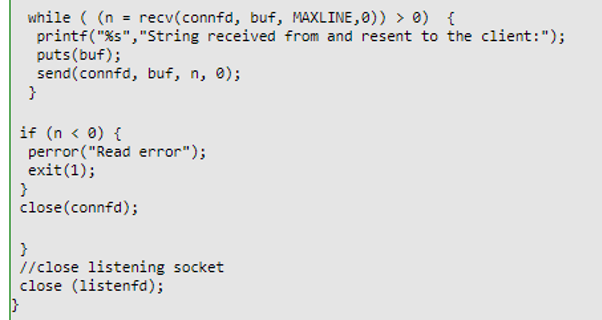 while ( (n = recv(connfd, buf, MAXLINE,0)) > 0)  {
printf("%s","String received from and resent to the client:");
puts(buf);
send(connfd, buf, n, 0);
}
if (n < 0) {
perror("Read error");
exit(1);
}
close(connfd);
}
//close listening socket
close (listenfd);
}